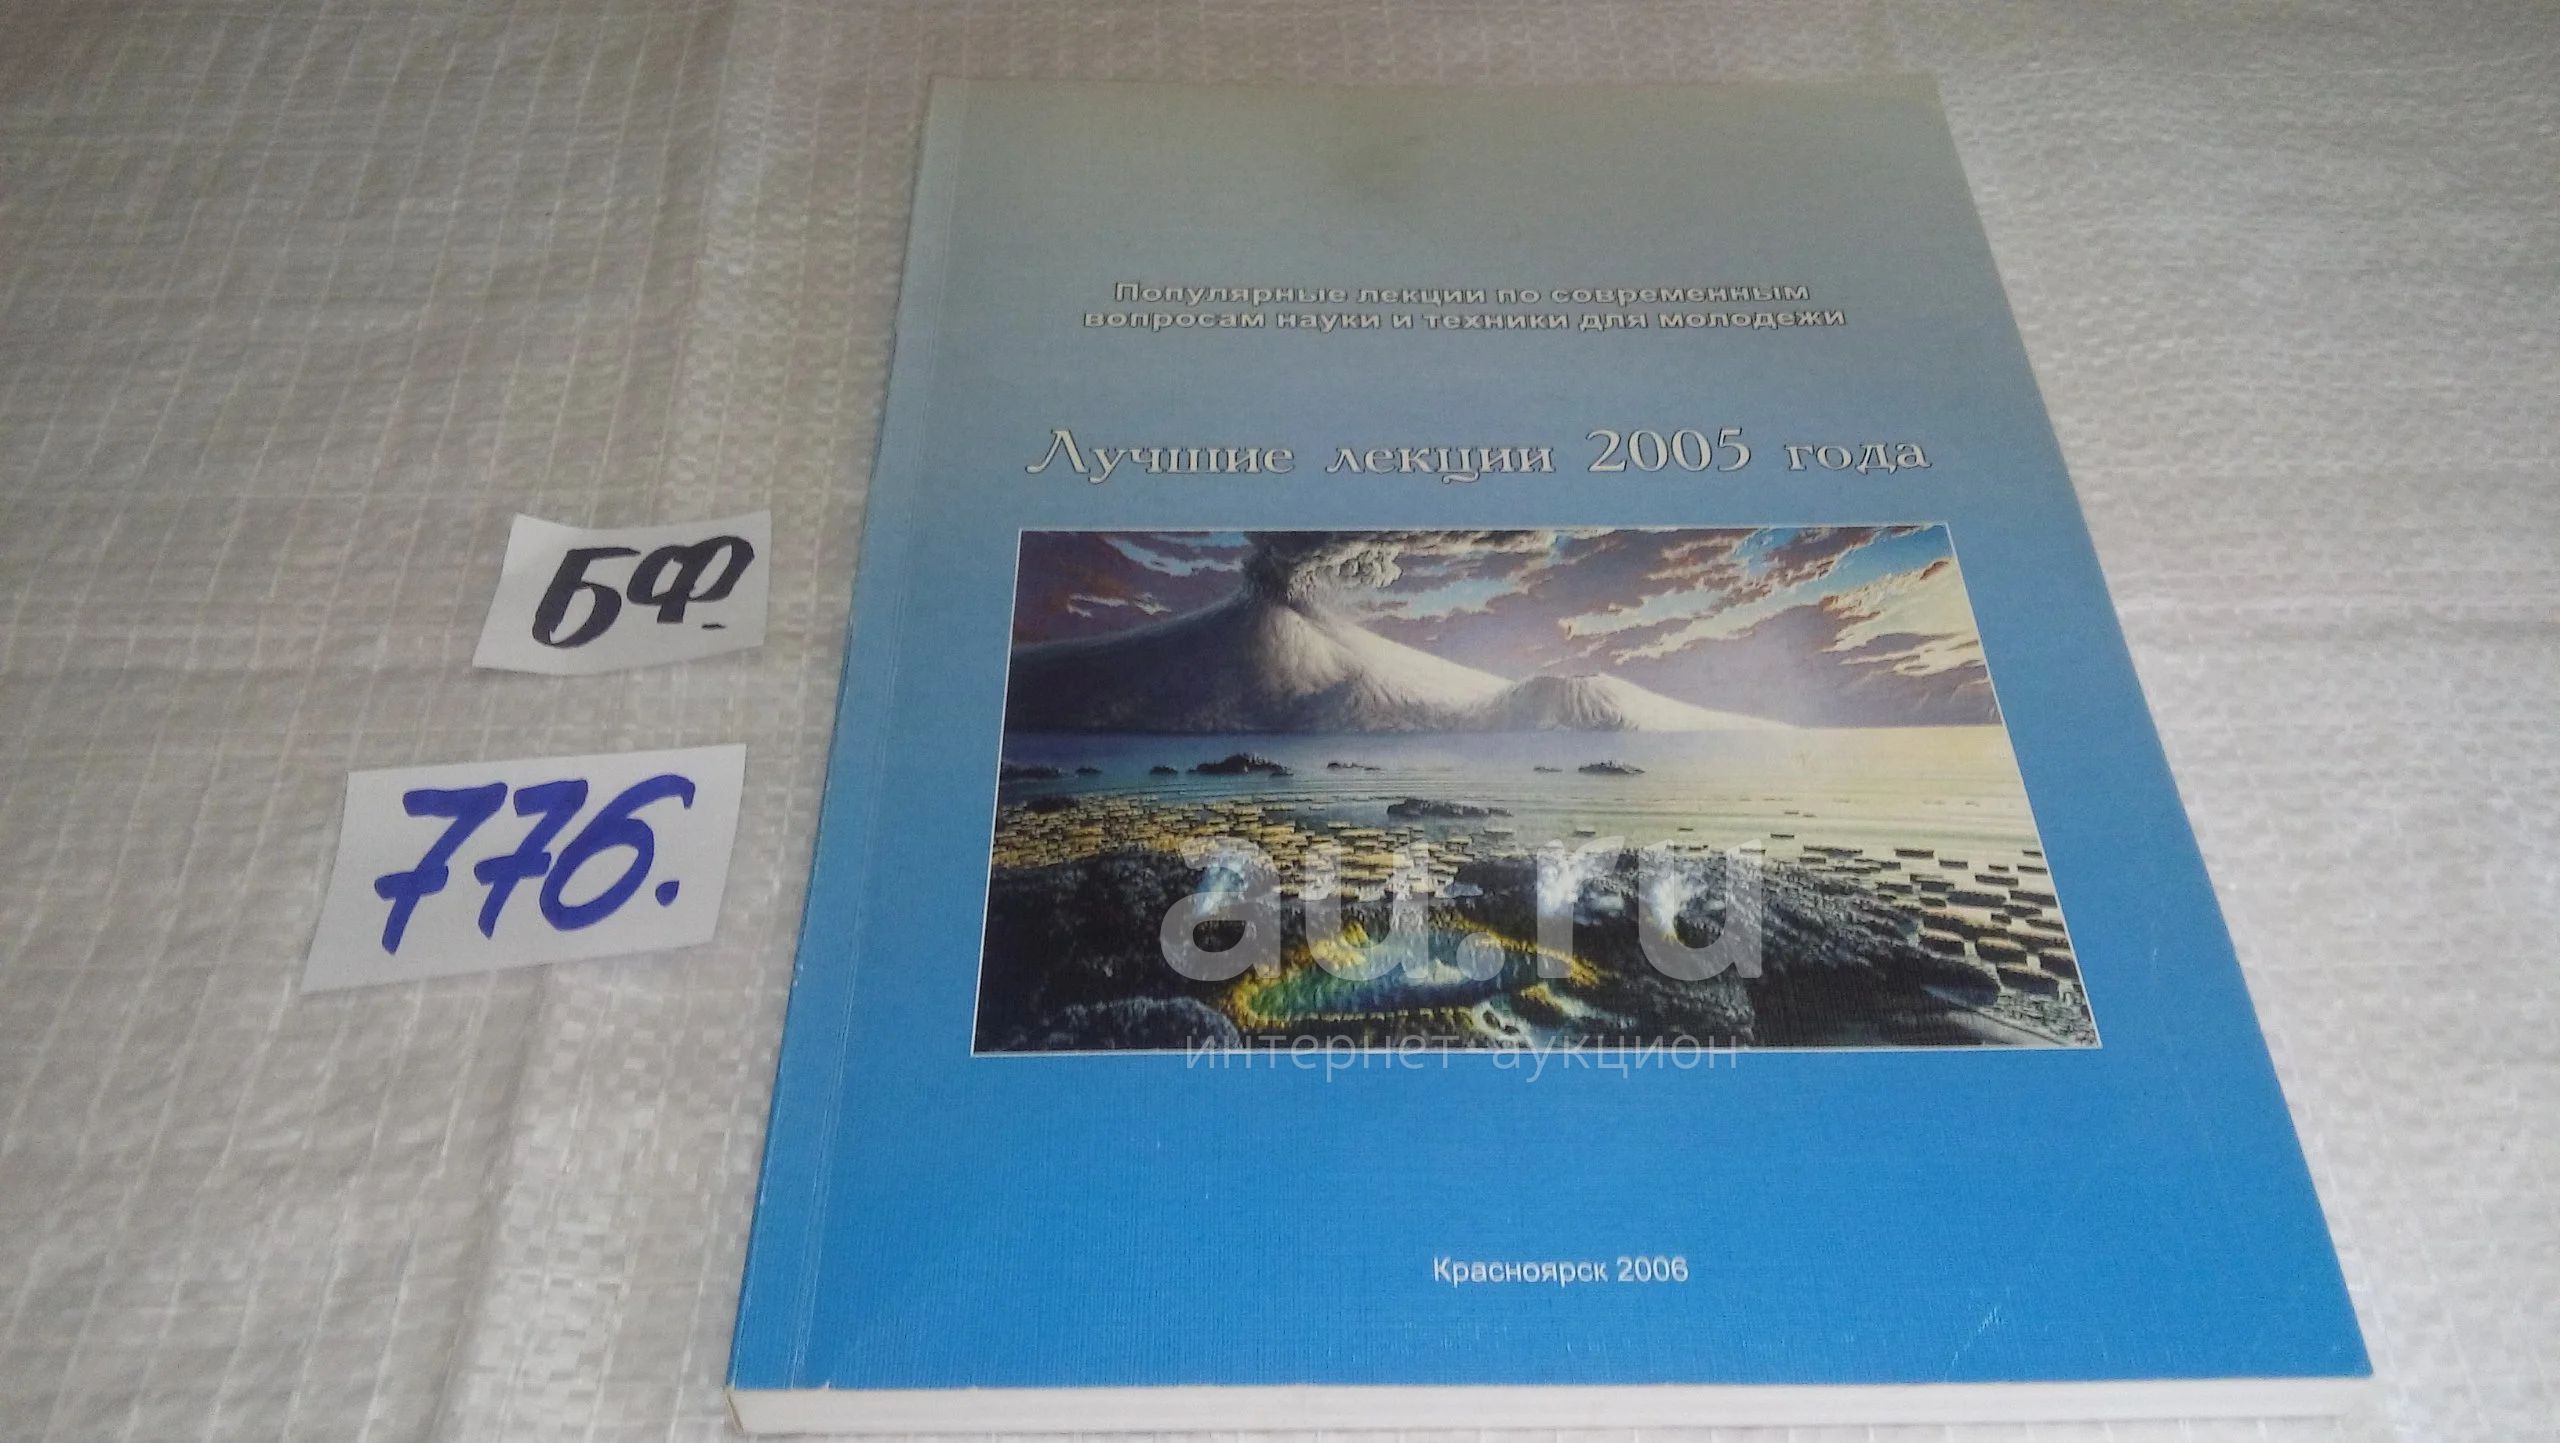 Популярные лекции по современным
вопросам науки и техники для молодежи
Лучшие лекции 2005 года
БФ.
776.
au.ru
интернет-аукцион
Красноярск 2006